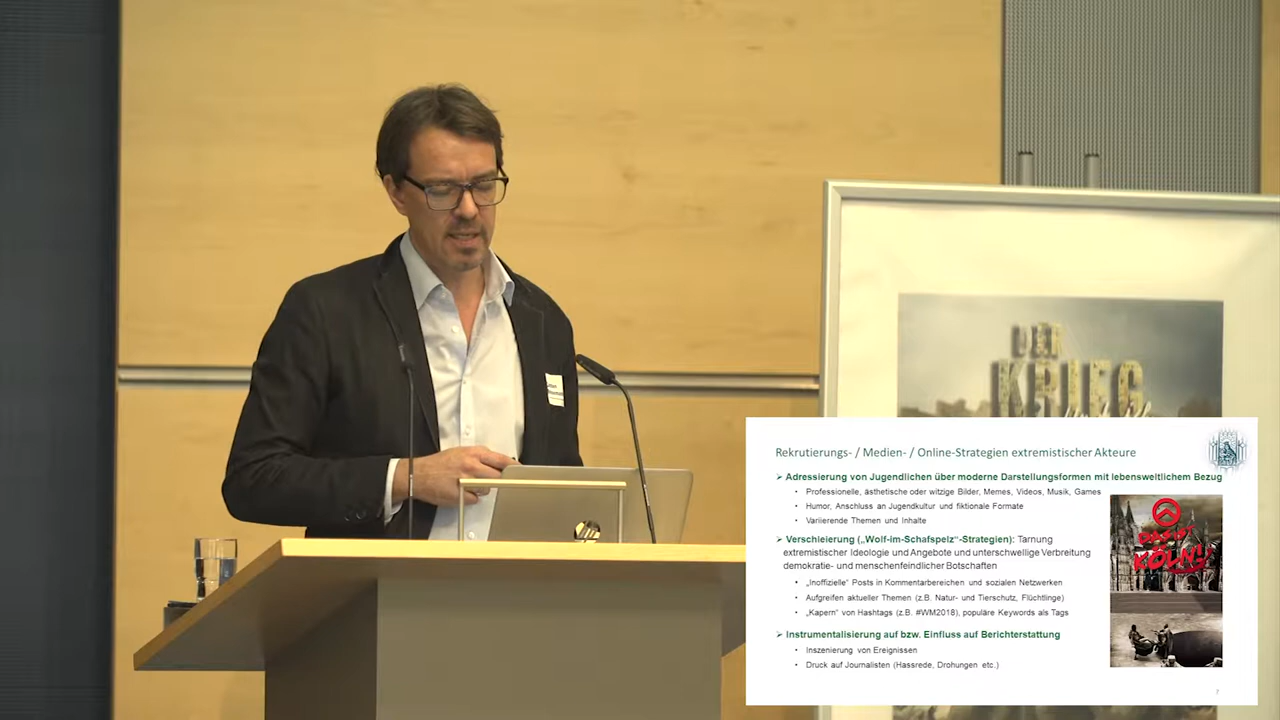 DER
KRIEG
Rekrutierungs- / Medien- / Online-Strategien extremistischer Akteure
➢ Adressierung von Jugendlichen über moderne Darstellungsformen mit lebensweltlichem Bezug
• Professionelle, ästhetische oder witzige Bilder, Memes, Videos, Musik, Games
• Humor, Anschluss an Jugendkultur und fiktionale Formate
• Variierende Themen und Inhalte
➢ Verschleierung („Wolf-im-Schafspelz“-Strategien): Tarnung
extremistischer Ideologie und Angebote und unterschwellige Verbreitung
demokratie- und menschenfeindlicher Botschaften
• „Inoffizielle“ Posts in Kommentarbereichen und sozialen Netzwerken
• Aufgreifen aktueller Themen (z.B. Natur- und Tierschutz, Flüchtlinge)
• „Kapern“ von Hashtags (z.B. #WM2018), populäre Keywords als Tags
➢ Instrumentalisierung auf bzw. Einfluss auf Berichterstattung
• Inszenierung von Ereignissen
• Druck auf Journalisten (Hassrede, Drohungen etc.)
DAS IST
KÖLN!
7